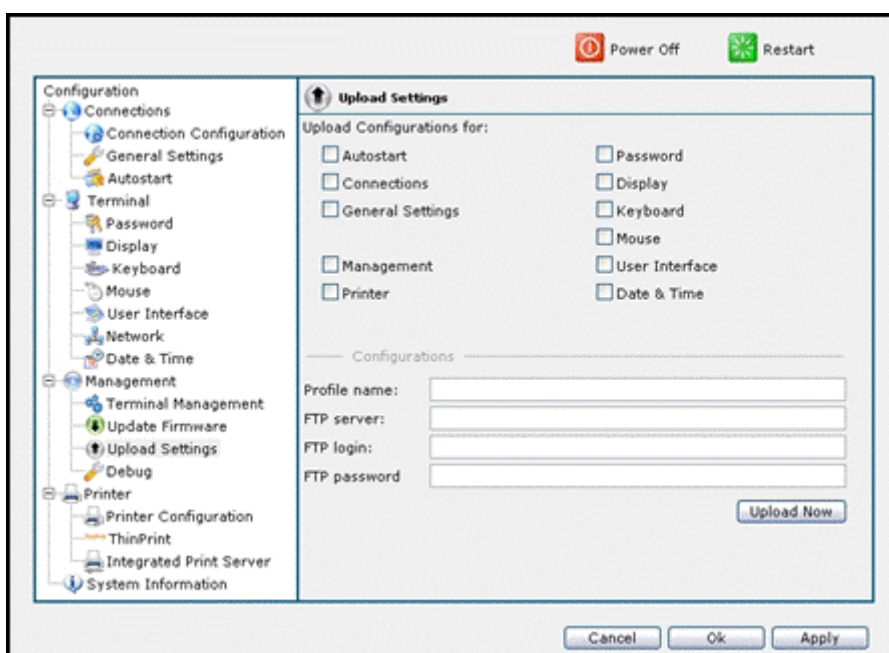 Power Off
Restart
Configuration
Connections
Connection Configuration
General Settings
Autostart
Terminal
Password
Display
Keyboard
Mouse
User Interface
Network
Date & Time
Management
Terminal Management
Update Firmware
Upload Settings
Debug
Printer
Printer Configuration
ThinPrint
Integrated Print Server
System Information
Upload Settings
Upload Configurations for:
Autostart
Password
Connections
Display
General Settings
Keyboard
Mouse
Management
User Interface
Printer
Date & Time
Configurations
Profile name:
FTP server:
FTP login:
FTP password
Upload Now
Cancel
Ok
Apply